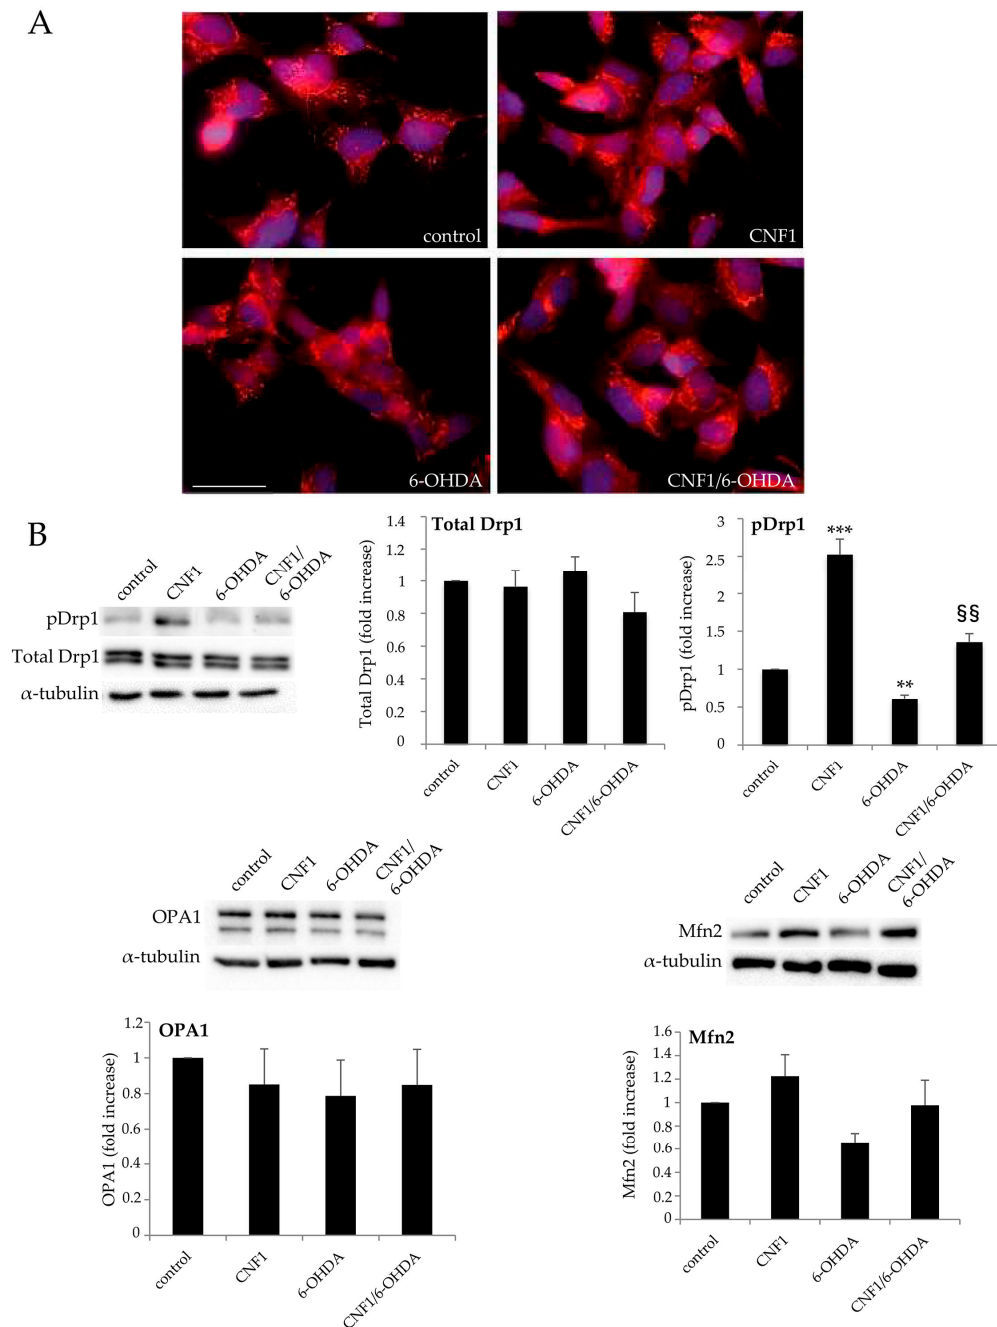 A
control
CNF1
6-OHDA
CNF1/6-OHDA
B
control
CNF1
6-OHDA
CNF1/
6-OHDA
pDrp1
Total Drp1
α-tubulin
Total Drp1
Total Drp1 (fold increase)
1.4
1.2
1
0.8
0.6
0.4
0.2
0
control
CNF1
6-OHDA
CNF1/6-OHDA
pDrp1
pDrp1 (fold increase)
3
2.5
2
1.5
1
0.5
0
***
**
§§
control
CNF1
6-OHDA
CNF1/6-OHDA
control
CNF1
6-OHDA
CNF1/
6-OHDA
OPA1
α-tubulin
control
CNF1
6-OHDA
CNF1/
6-OHDA
Mfn2
α-tubulin
OPA1
OPA1 (fold increase)
1.2
1
0.8
0.6
0.4
0.2
0
control
CNF1
6-OHDA
CNF1/6-OHDA
Mfn2
Mfn2 (fold increase)
1.6
1.4
1.2
1
0.8
0.6
0.4
0.2
0
control
CNF1
6-OHDA
CNF1/6-OHDA